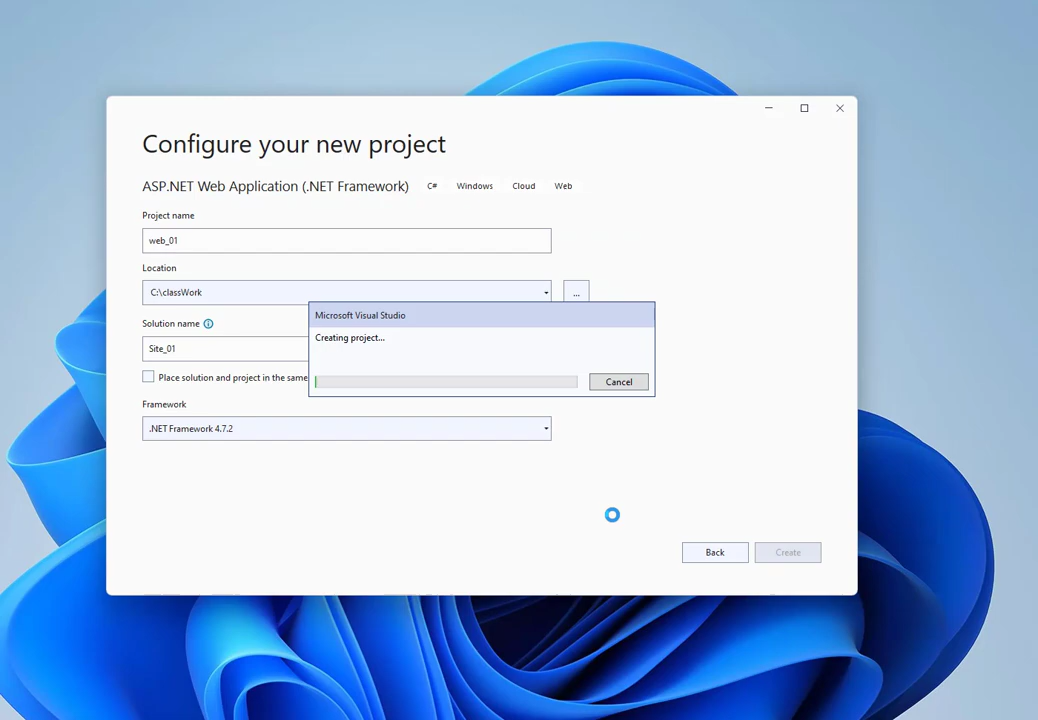 Configure your new project
ASP.NET Web Application (.NET Framework) C# Windows Cloud Web
Project name
web_01
Location
C:\classWork
...
Solution name
Site_01
Place solution and project in the same
Framework
.NET Framework 4.7.2
Microsoft Visual Studio
Creating project...
Cancel
Back
Create